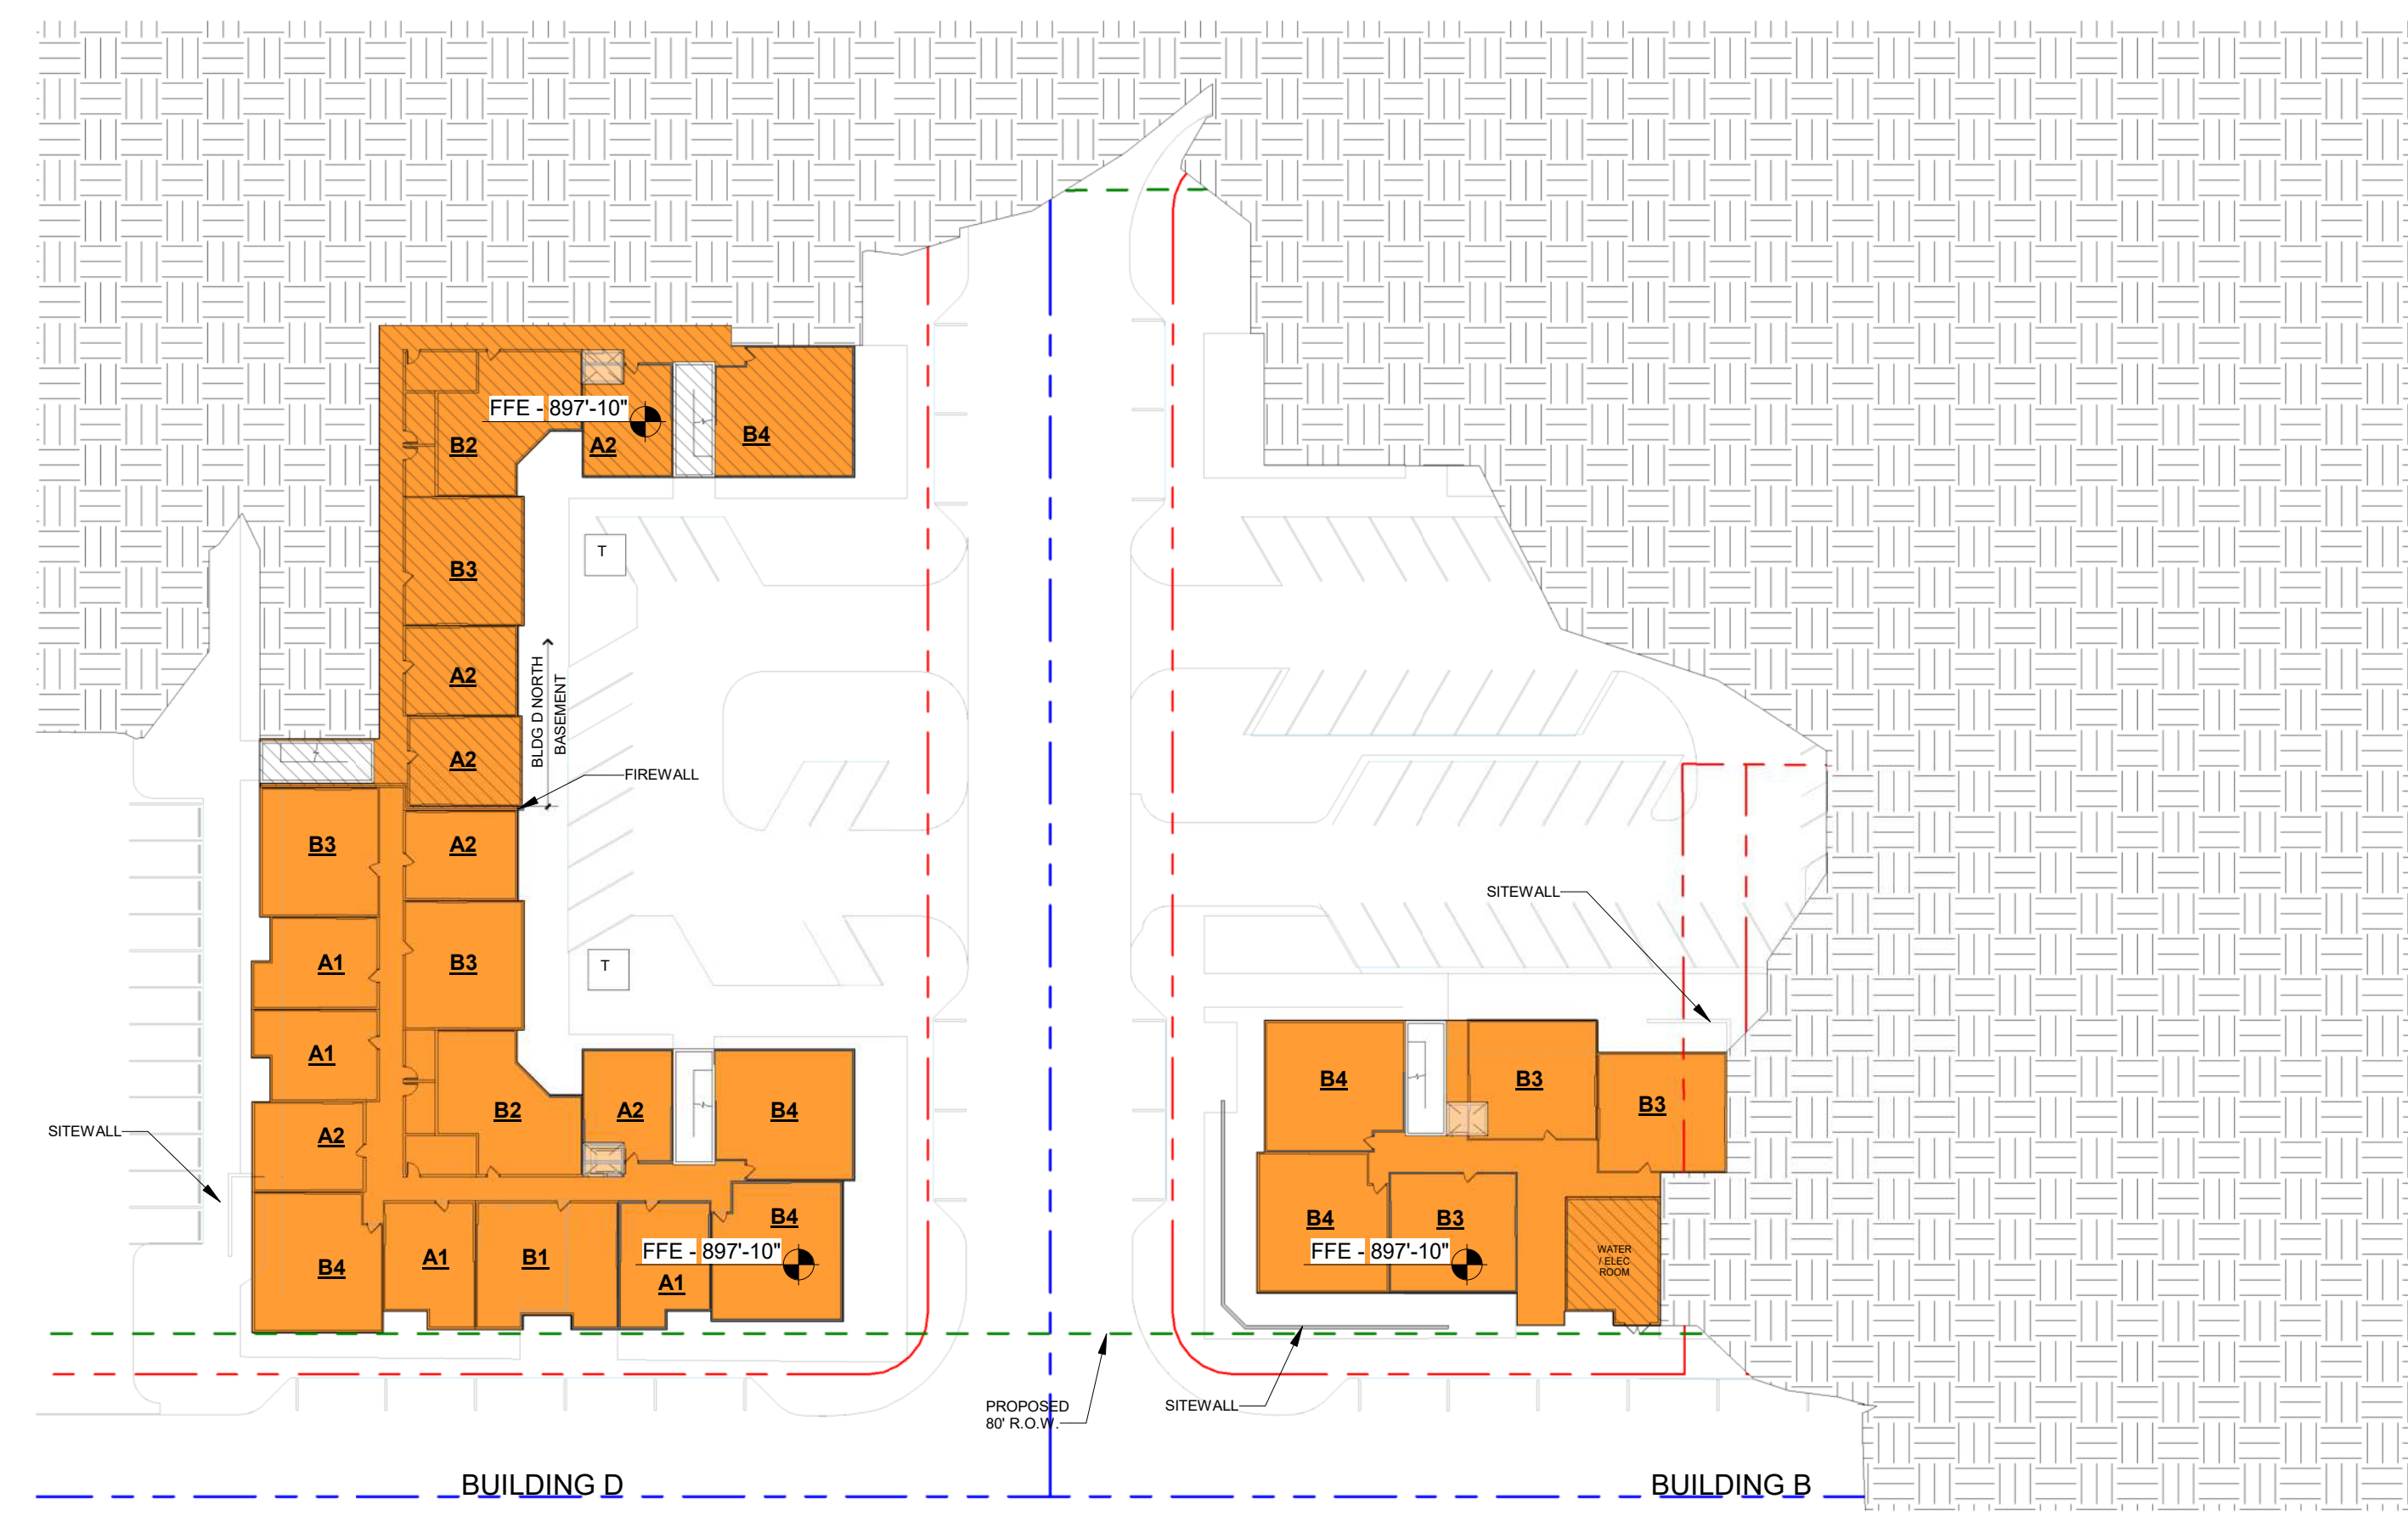 FFE - 897'-10"
B2
A2
B4
T
B3
A2
BLDG D NORTH
BASEMENT
A2
FIREWALL
B3
A2
SITEWALL
A1
B3
T
A1
B2
A2
B4
B4
B3
B3
SITEWALL
A2
B4
A1
B1
FFE - 897'-10"
A1
B4
B4
B3
FFE - 897'-10"
WATER
/ ELEC
ROOM
PROPOSED
80' R.O.W.
SITEWALL
BUILDING D
BUILDING B